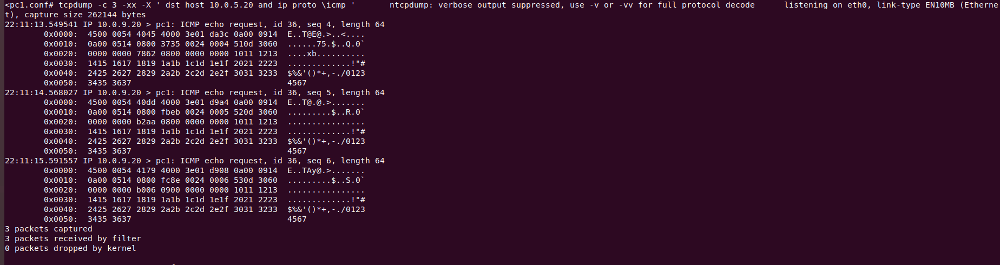 <pc1.conf# tcpdump -c 3 -xx -X ' dst host 10.0.5.20 and ip proto \icmp '       ntcpdump: verbose output suppressed, use -v or -vv for full protocol decode      listening on eth0, link-type EN10MB (Etherne
t), capture size 262144 bytes
22:11:13.549541 IP 10.0.9.20 > pc1: ICMP echo request, id 36, seq 4, length 64
        0x0000:  4500 0054 4045 4000 3e01 da3c 0a00 0914  E..T@E@.>..<....
        0x0010:  0a00 0514 0800 3735 0024 0004 510d 3060  ......75.$..Q.0`
        0x0020:  0000 0000 7862 0800 0000 0000 1011 1213  ....xb..........
        0x0030:  1415 1617 1819 1a1b 1c1d 1e1f 2021 2223  .............!"#
        0x0040:  2425 2627 2829 2a2b 2c2d 2e2f 3031 3233  $%&'()*+,-./0123
        0x0050:  3435 3637                                4567
22:11:14.568027 IP 10.0.9.20 > pc1: ICMP echo request, id 36, seq 5, length 64
        0x0000:  4500 0054 40dd 4000 3e01 d9a4 0a00 0914  E..T@.@.>.......
        0x0010:  0a00 0514 0800 fbeb 0024 0005 520d 3060  .........$..R.0`
        0x0020:  0000 0000 b2aa 0800 0000 0000 1011 1213  ................
        0x0030:  1415 1617 1819 1a1b 1c1d 1e1f 2021 2223  .............!"#
        0x0040:  2425 2627 2829 2a2b 2c2d 2e2f 3031 3233  $%&'()*+,-./0123
        0x0050:  3435 3637                                4567
22:11:15.591557 IP 10.0.9.20 > pc1: ICMP echo request, id 36, seq 6, length 64
        0x0000:  4500 0054 4179 4000 3e01 d908 0a00 0914  E..TAy@.>.......
        0x0010:  0a00 0514 0800 fc8e 0024 0006 530d 3060  .........$..S.0`
        0x0020:  0000 0000 b006 0900 0000 0000 1011 1213  ................
        0x0030:  1415 1617 1819 1a1b 1c1d 1e1f 2021 2223  .............!"#
        0x0040:  2425 2627 2829 2a2b 2c2d 2e2f 3031 3233  $%&'()*+,-./0123
        0x0050:  3435 3637                                4567
3 packets captured
3 packets received by filter
0 packets dropped by kernel